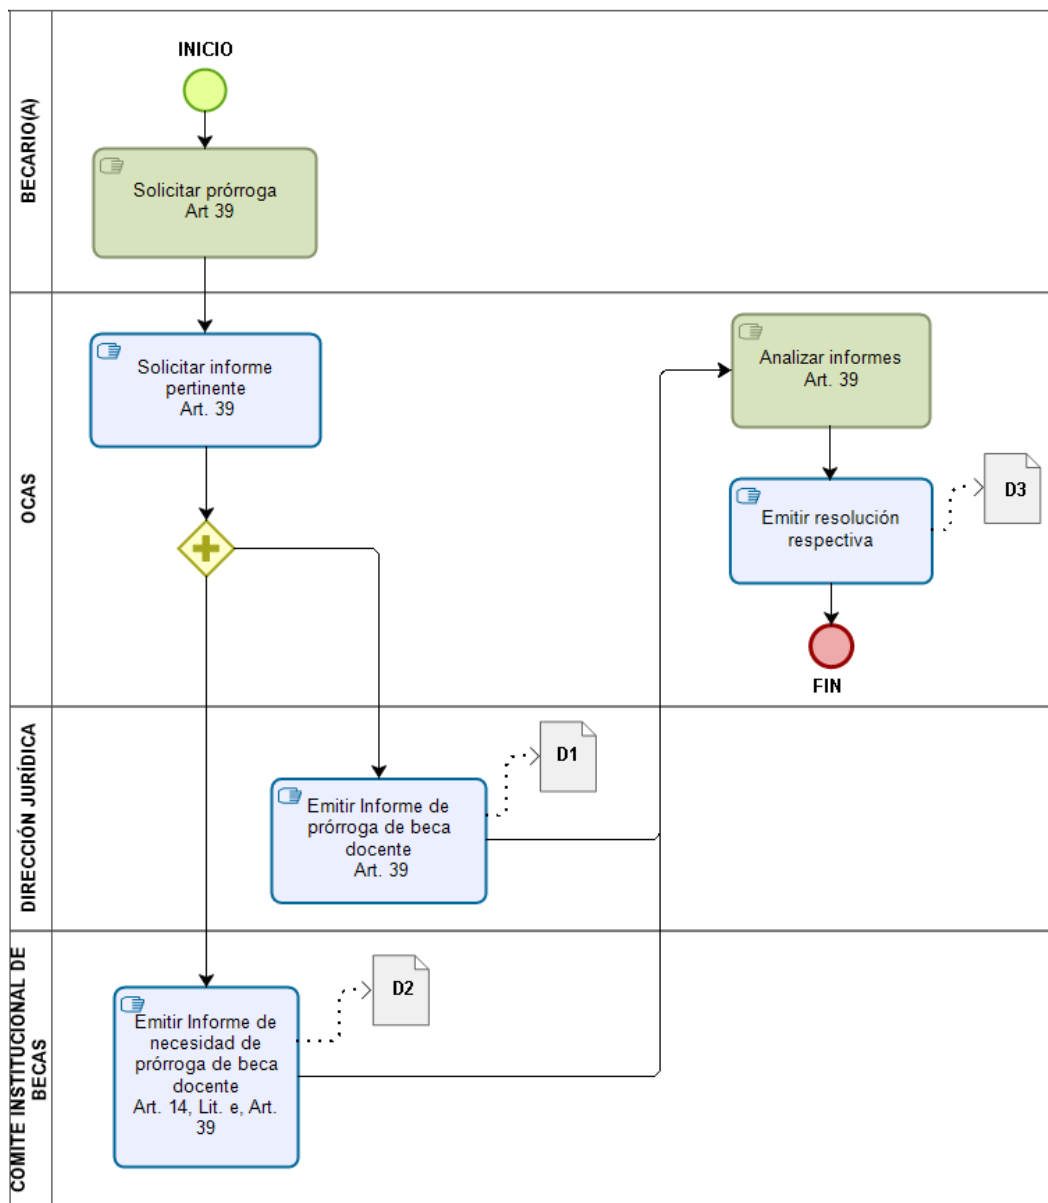 BECARIO(A)
INICIO
Solicitar prórroga
Art 39
OCAS
Solicitar informe
pertinente
Art. 39
Analizar informes
Art. 39
Emitir resolución
respectiva
D3
FIN
DIRECCIÓN JURÍDICA
Emitir Informe de
prórroga de beca
docente
Art. 39
D1
COMITE INSTITUCIONAL DE
BECAS
Emitir Informe de
necesidad de
prórroga de beca
docente
Art. 14, Lit. e, Art.
39
D2